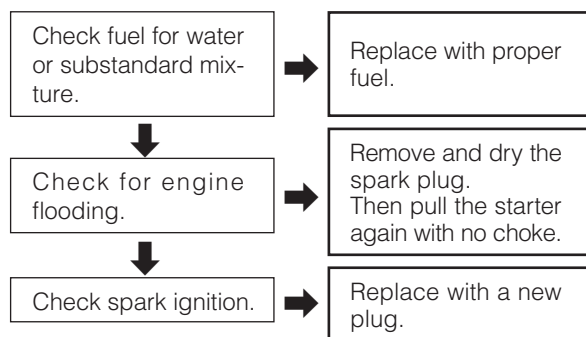 Check fuel for water
or substandard mix-
ture.
Replace with proper
fuel.
Check for engine
flooding.
Remove and dry the
spark plug.
Then pull the starter
again with no choke.
Check spark ignition.
Replace with a new
plug.